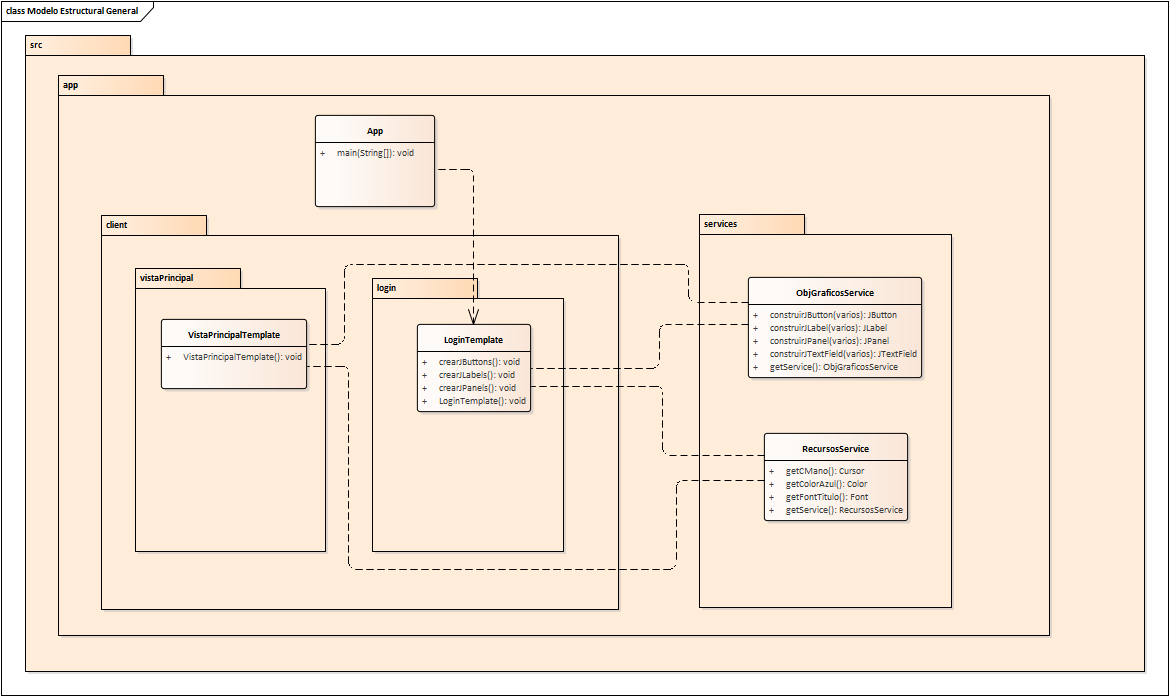 class Modelo Estructural General
src
app
App
+ main(String[]): void
client
services
vistaPrincipal
login
VistaPrincipalTemplate
+ VistaPrincipalTemplate(): void
LoginTemplate
+ crearJButtons(): void
+ crearJLabels(): void
+ crearJPanels(): void
+ LoginTemplate(): void
ObjGraficosService
+ construirJButton(varios): JButton
+ construirJLabel(varios): JLabel
+ construirJPanel(varios): JPanel
+ construirJTextField(varios): JTextField
+ getService(): ObjGraficosService
RecursosService
+ getCMano(): Cursor
+ getColorAzul(): Color
+ getFontTitulo(): Font
+ getService(): RecursosService